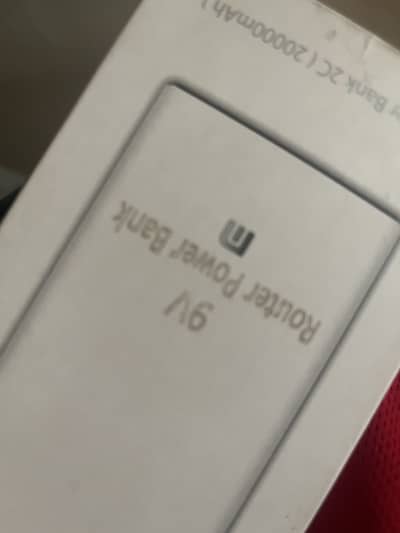 Bank 2C ( 20000mAh )
Router Power Bank
9V